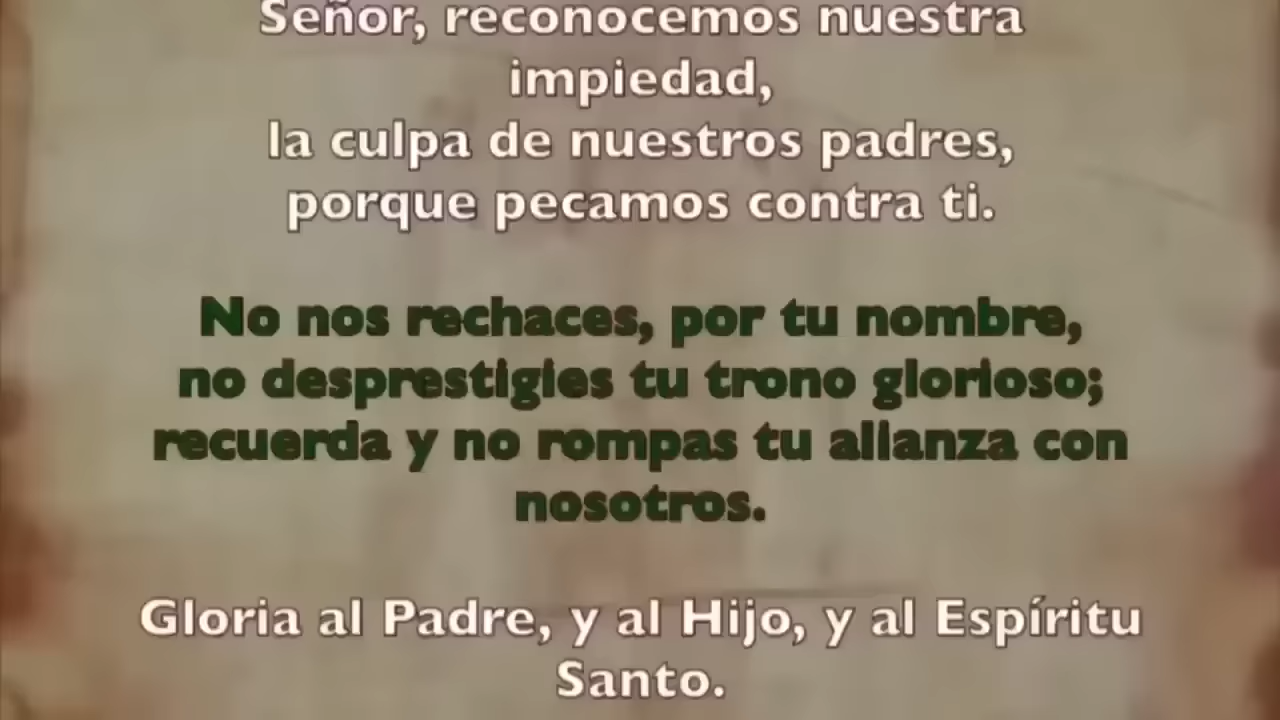 Señor, reconocemos nuestra
impiedad,
la culpa de nuestros padres,
porque pecamos contra ti.
No nos rechaces, por tu nombre,
no desprestigies tu trono glorioso;
recuerda y no rompas tu alianza con
nosotros.
Gloria al Padre, y al Hijo, y al Espíritu
Santo.